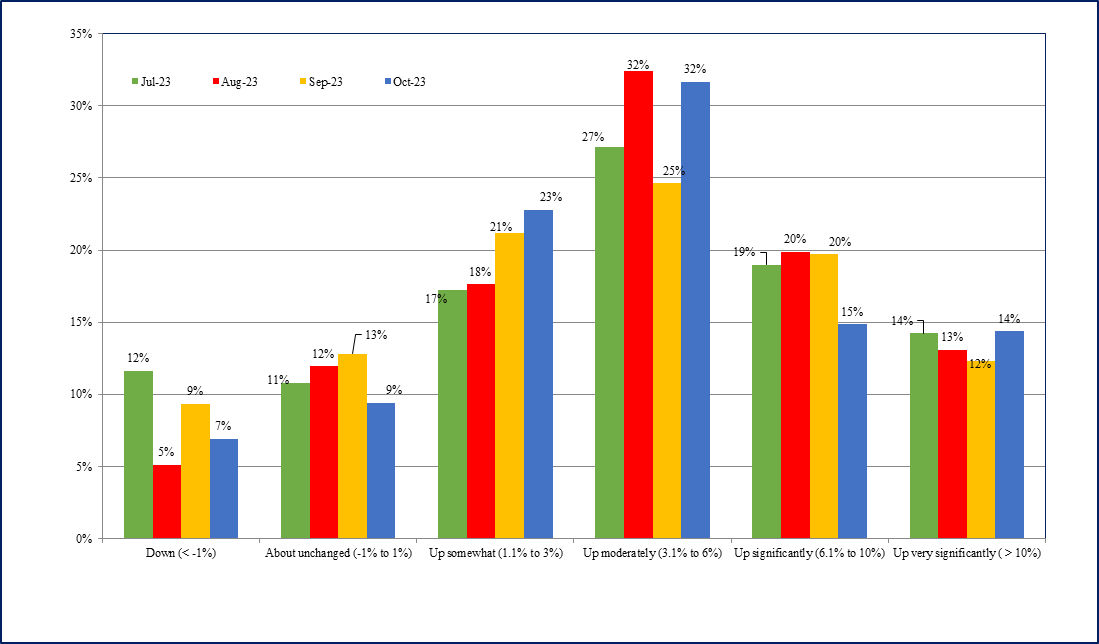 35%
30%
25%
20%
15%
10%
5%
0%
Jul-23 Aug-23 Sep-23 Oct-23
12% 5% 9% 7%
11% 12% 13% 9%
17% 18% 21% 23%
27% 32% 25% 32%
19% 20% 20% 15%
14% 13% 12% 14%
Down (< -1%) About unchanged (-1% to 1%) Up somewhat (1.1% to 3%) Up moderately (3.1% to 6%) Up significantly (6.1% to 10%) Up very significantly ( > 10%)